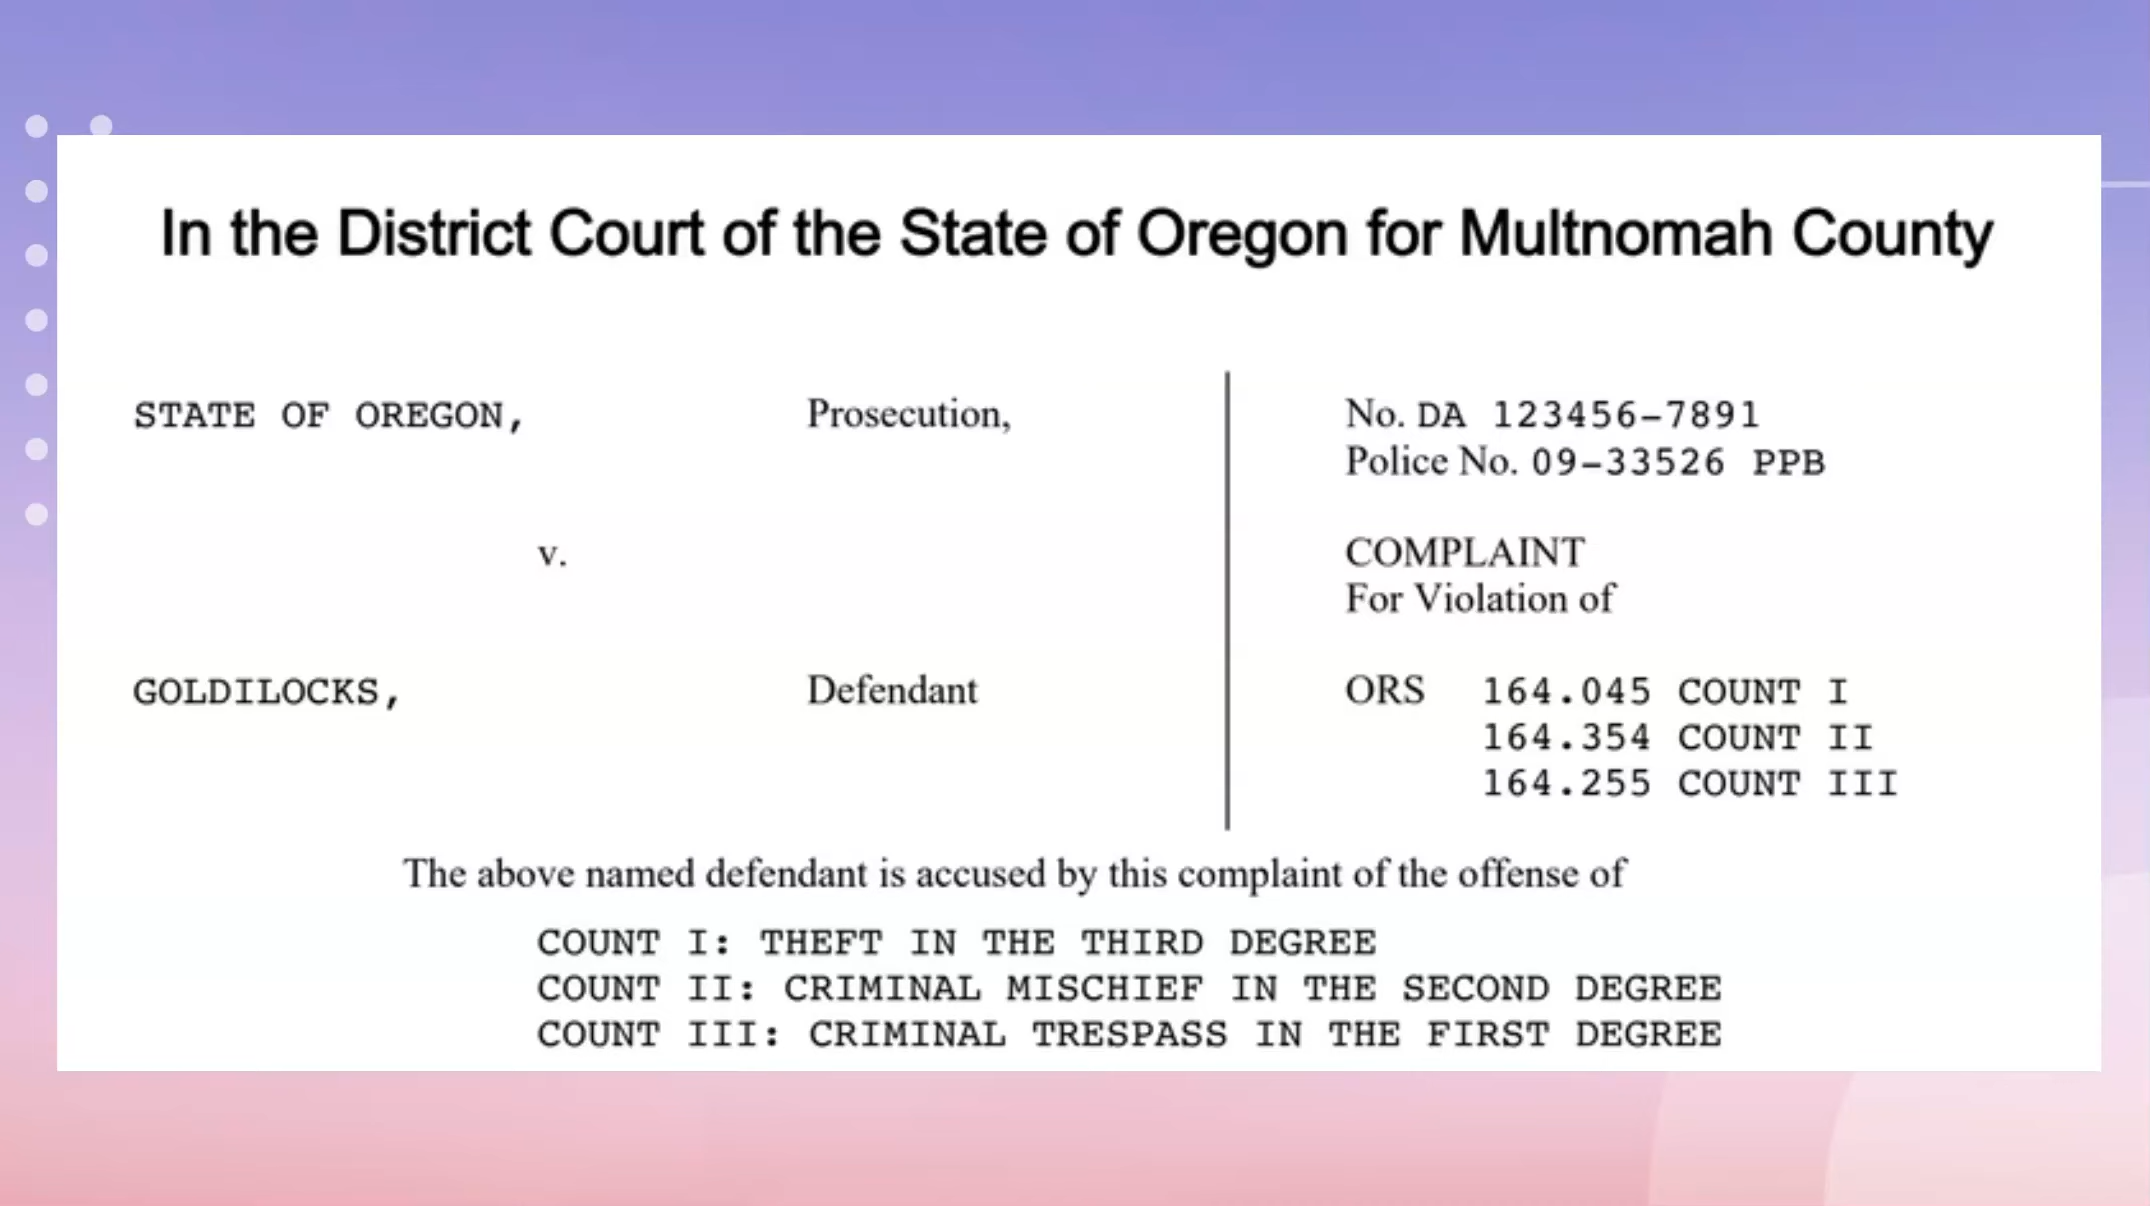 In the District Court of the State of Oregon for Multnomah County
STATE OF OREGON, Prosecution,
v.
GOLDILOCKS, Defendant
No. DA 123456-7891
Police No. 09-33526 PPB
COMPLAINT
For Violation of
ORS 164.045 COUNT I
164.354 COUNT II
164.255 COUNT III
The above named defendant is accused by this complaint of the offense of
COUNT I: THEFT IN THE THIRD DEGREE
COUNT II: CRIMINAL MISCHIEF IN THE SECOND DEGREE
COUNT III: CRIMINAL TRESPASS IN THE FIRST DEGREE